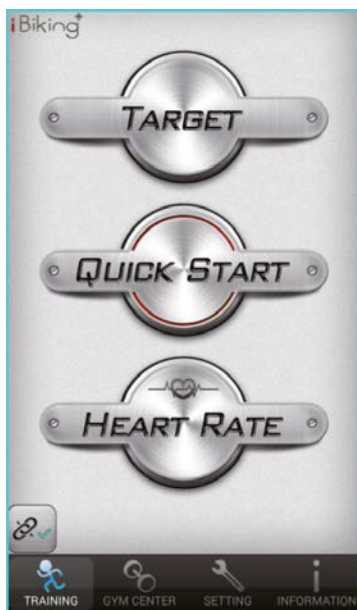 iBiking+
TARGET
QUICK START
HEART RATE
TRAINING GYM CENTER SETTING INFORMATION